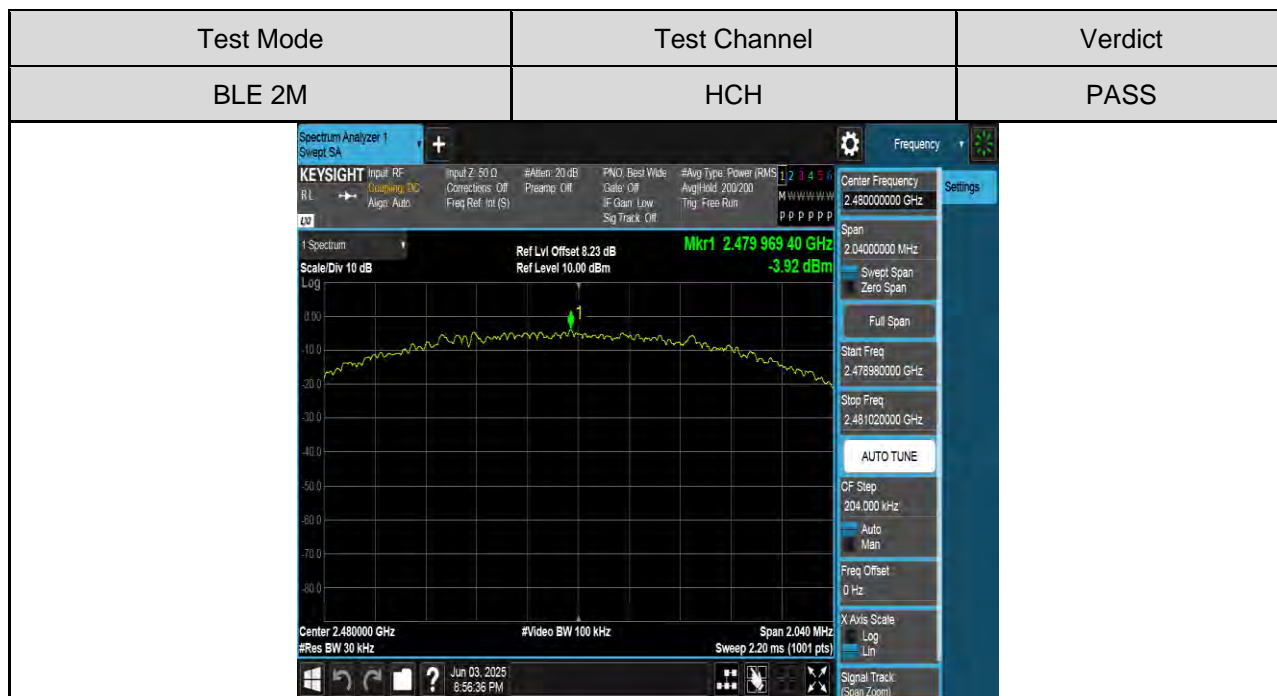 Test Mode Test Channel Verdict
BLE 2M HCH PASS
Spectrum Analyzer 1
Swept SA
+
Frequency
KEYSIGHT Input: RF Input Z: 50 Ω #Atten: 20 dB PNO: Best Wide #Avg Type: Power (RMS 1 2 3 4 5 6
RL Coupling: DC Corrections: Off Preamp: Off Gate: Off Avg|Hold: 200/200 M W W W W W
Align: Auto Freq Ref: Int (S) IF Gain: Low Trig: Free Run
Sig Track: Off P P P P P P
LXI
Center Frequency
2.480000000 GHz
Settings
1 Spectrum
Ref Lvl Offset 8.23 dB
Mkr1 2.479 969 40 GHz
Scale/Div 10 dB Ref Level 10.00 dBm -3.92 dBm
Log
0.00
1
-10.0
-20.0
-30.0
-40.0
-50.0
-60.0
-70.0
-80.0
Span
2.04000000 MHz
Swept Span
Zero Span
Full Span
Start Freq
2.478980000 GHz
Stop Freq
2.481020000 GHz
AUTO TUNE
CF Step
204.000 kHz
Auto
Man
Freq Offset
0 Hz
X Axis Scale
Log
Lin
Signal Track
(Span Zoom)
Center 2.480000 GHz #Video BW 100 kHz Span 2.040 MHz
#Res BW 30 kHz Sweep 2.20 ms (1001 pts)
? Jun 03, 2025
8:56:36 PM